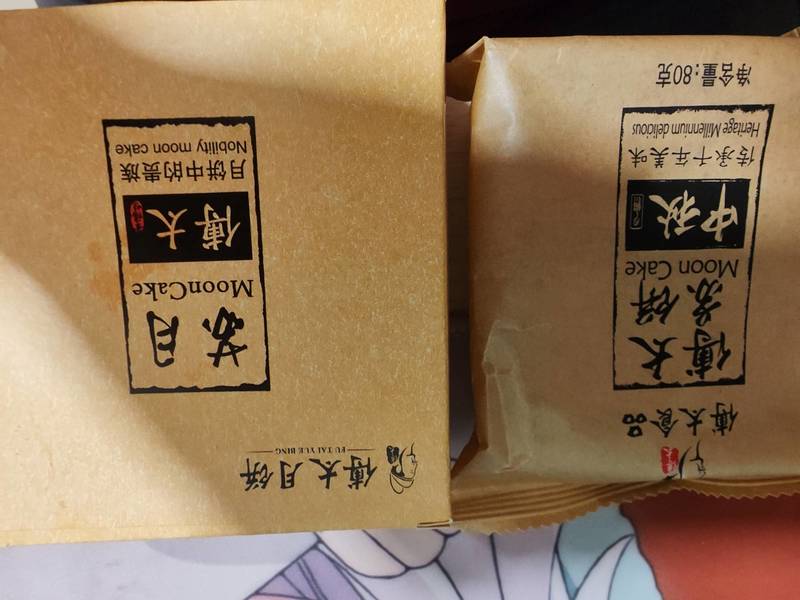 傅太食品
傅太
苏饼
Moon Cake
中秋
传承千年美味
Heritage Millennium delicious
净含量:80克
傅太月饼
FU TAI YUE BING
苏月
MoonCake
傅太
月饼中的贵族
Nobility moon cake